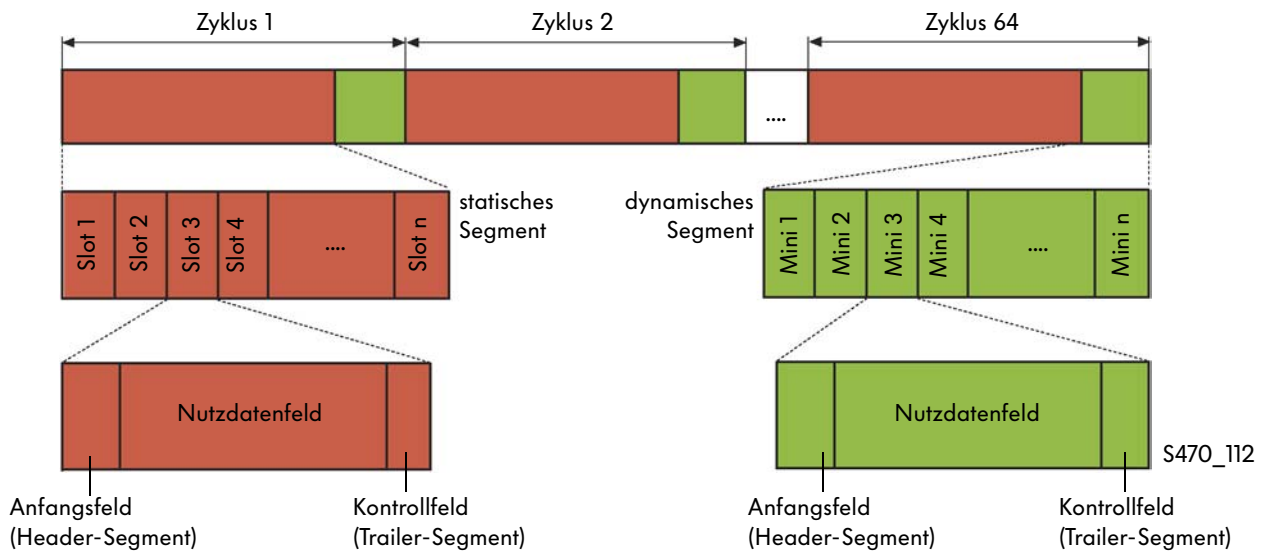 Zyklus 1
Zyklus 2
Zyklus 64
....
Slot 1
Slot 2
Slot 3
Slot 4
....
Slot n
statisches
Segment
dynamisches
Segment
Mini 1
Mini 2
Mini 3
Mini 4
....
Mini n
Nutzdatenfeld
Nutzdatenfeld
S470_112
Anfangsfeld
(Header-Segment)
Kontrollfeld
(Trailer-Segment)
Anfangsfeld
(Header-Segment)
Kontrollfeld
(Trailer-Segment)